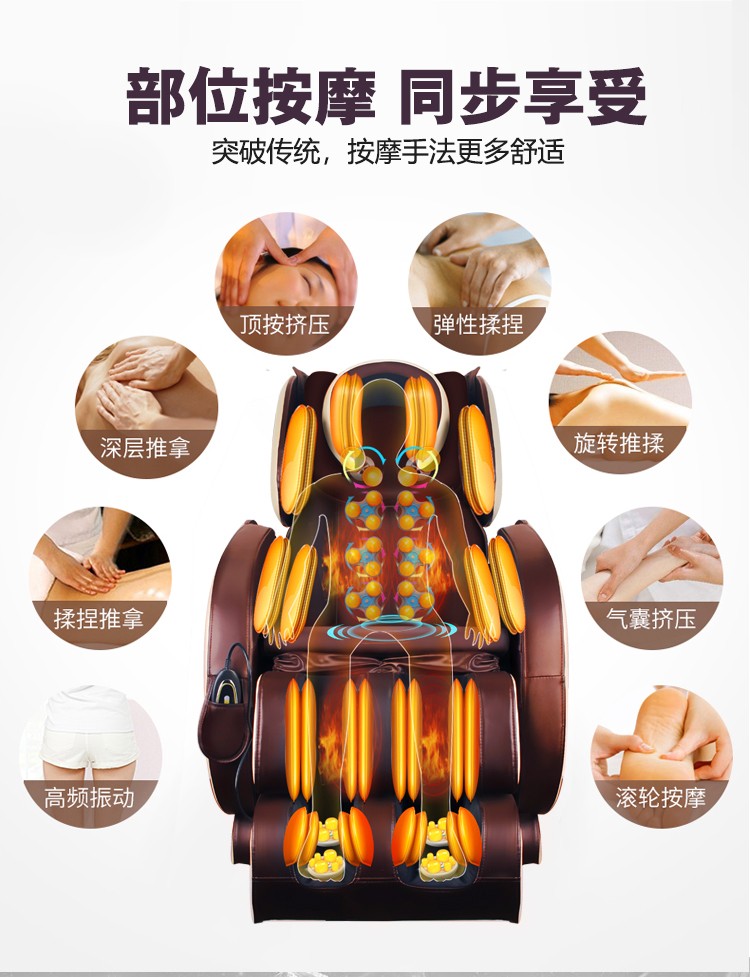 部位按摩 同步享受
突破传统，按摩手法更多舒适
顶按挤压
弹性揉捏
深层推拿
旋转推揉
揉捏推拿
气囊挤压
高频振动
滚轮按摩